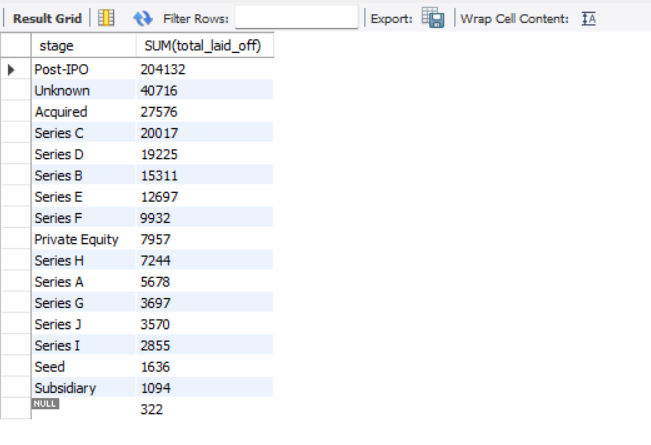 Result Grid Filter Rows: Export: Wrap Cell Content: IA
stage SUM(total_laid_off)
Post-IPO 204132
Unknown 40716
Acquired 27576
Series C 20017
Series D 19225
Series B 15311
Series E 12697
Series F 9932
Private Equity 7957
Series H 7244
Series A 5678
Series G 3697
Series J 3570
Series I 2855
Seed 1636
Subsidiary 1094
NULL 322